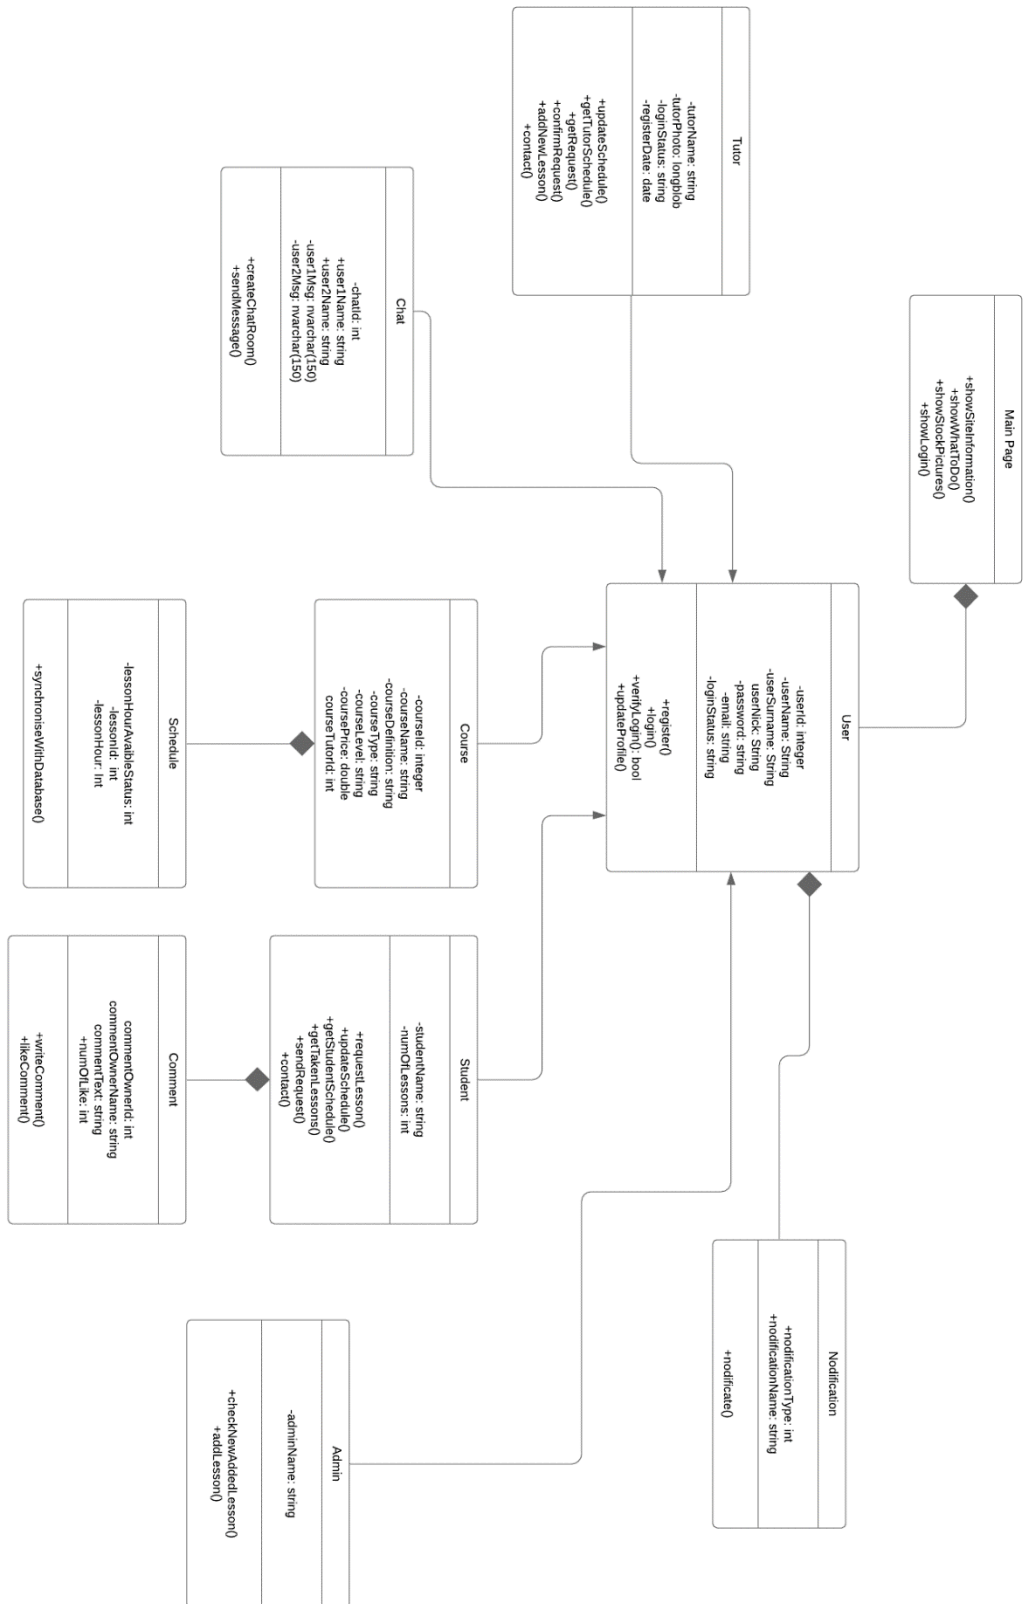 Main Page
+showSiteInformation()
+showWhatToDo()
+showStockPictures()
+showLogin()
Tutor
-tutorName: string
-tutorPhoto: longblob
-loginStatus: string
-registerDate: date
+updateSchedule()
+getTutorSchedule()
+getRequest()
+confirmRequest()
+addNewLesson()
+contact()
User
-userId: integer
-userName: String
-userSurname: String
userNick: String
-password: string
-email: string
-loginStatus: string
+register()
+login()
+verifyLogin(): bool
+updateProfile()
Nodification
+nodificationType: int
+nodificationName: string
+nodificate()
Chat
-chatId: int
+user1Name: string
+user2Name: string
-user1Msg: nvarchar(150)
-user2Msg: nvarchar(150)
+createChatRoom()
+sendMessage()
Course
-courseId: integer
-courseName: string
-courseDefinition: string
-courseType: string
-courseLevel: string
-coursePrice: double
courseTutorId: int
Student
-studentName: string
-numOfLessons: int
+requestLesson()
+updateSchedule()
+getStudentSchedule()
+getTakenLessons()
+sendRequest()
+contact()
Admin
-adminName: string
+checkNewAddedLesson()
+addLesson()
Schedule
-lessonHourAvaibleStatus: int
-lessonId: int
-lessonHour: Int
+synchroniseWithDatabase()
Comment
commentOwnerId: int
commentOwnerName: string
commentText: string
+numOfLike: int
+writeComment()
+likeComment()